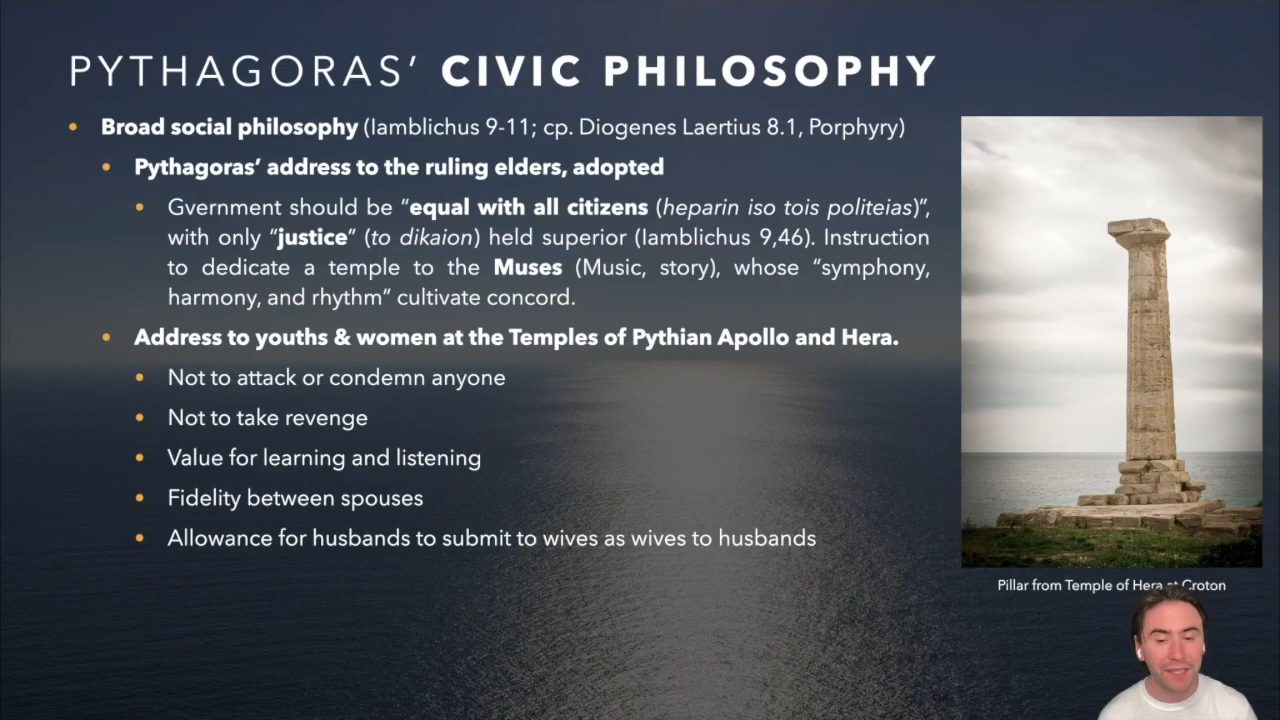 PYTHAGORAS’ CIVIC PHILOSOPHY
• Broad social philosophy (Iamblichus 9-11; cp. Diogenes Laertius 8.1, Porphyry)
• Pythagoras’ address to the ruling elders, adopted
• Gvernment should be “equal with all citizens (heparin iso tois politeias)”,
with only “justice” (to dikaion) held superior (Iamblichus 9,46). Instruction
to dedicate a temple to the Muses (Music, story), whose “symphony,
harmony, and rhythm” cultivate concord.
• Address to youths & women at the Temples of Pythian Apollo and Hera.
• Not to attack or condemn anyone
• Not to take revenge
• Value for learning and listening
• Fidelity between spouses
• Allowance for husbands to submit to wives as wives to husbands
Pillar from Temple of Hera at Croton